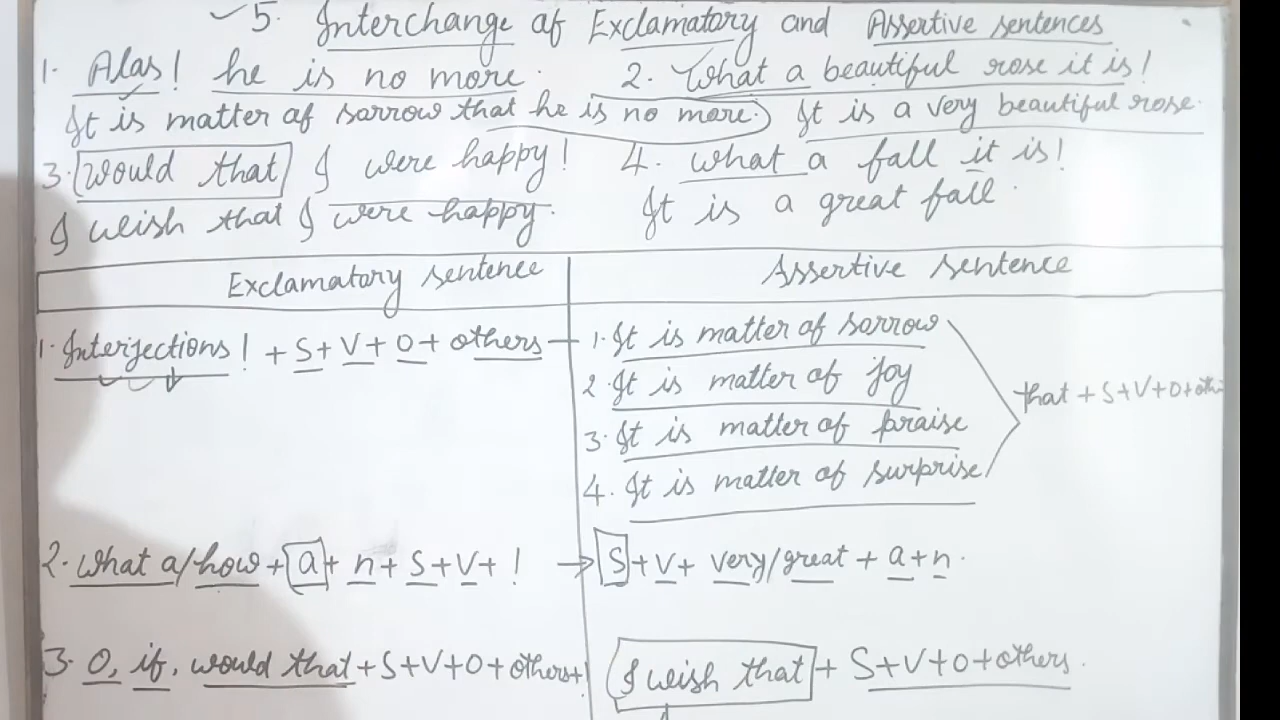 5. Interchange of Exclamatory and Assertive sentences
1. Alas! he is no more. 2. What a beautiful rose it is!
It is matter of sorrow that he is no more. It is a very beautiful rose.
3. Would that I were happy! 4. What a fall it is!
I wish that I were happy. It is a great fall.
Exclamatory sentence Assertive sentence
1. Interjections! + S + V + O + others 1. It is matter of sorrow
2 It is matter of joy
that + S+V+O+oth
3. It is matter of praise
4. It is matter of surprise
2. What a/how + a + n + S + V + ! → S + V + very/great + a + n.
3. O, if, would that + S + V + O + others + I wish that + S+V+O+others.